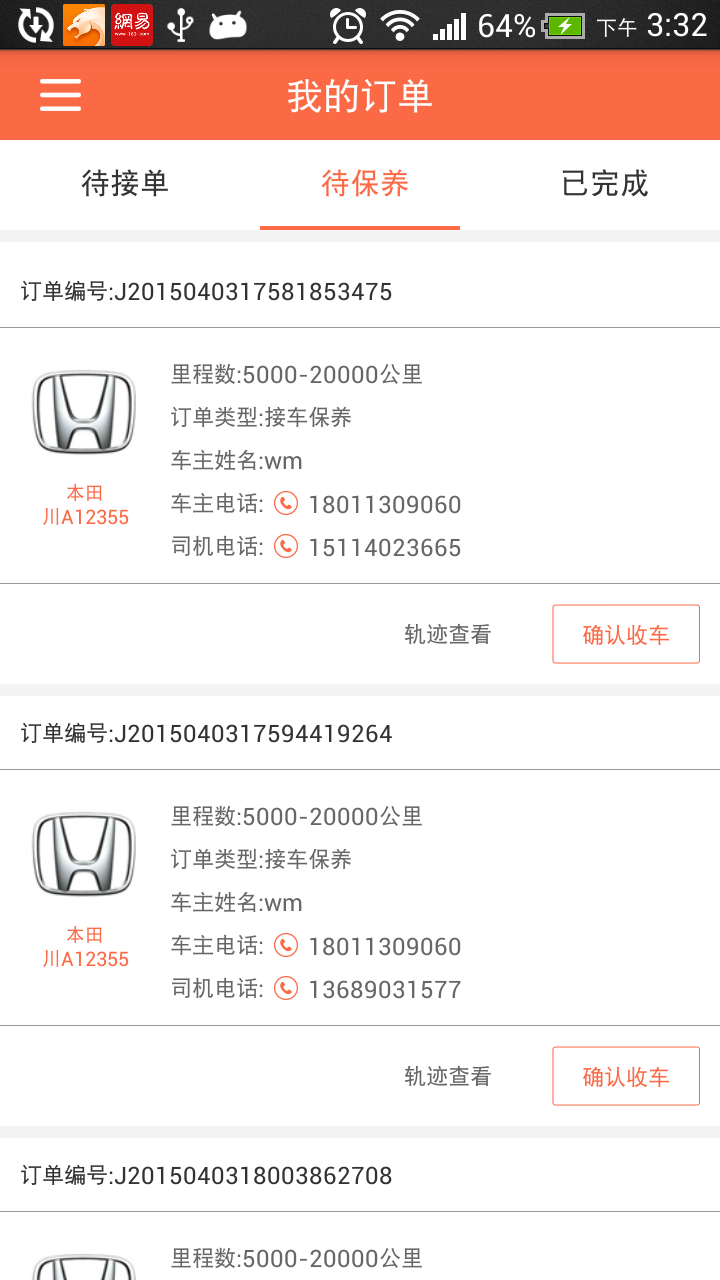 網易
www.163.com
64%
下午 3:32
我的订单
待接单
待保养
已完成
订单编号:J2015040317581853475
里程数:5000-20000公里
订单类型:接车保养
车主姓名:wm
车主电话: 18011309060
司机电话: 15114023665
本田
川A12355
轨迹查看
确认收车
订单编号:J2015040317594419264
里程数:5000-20000公里
订单类型:接车保养
车主姓名:wm
车主电话: 18011309060
司机电话: 13689031577
本田
川A12355
轨迹查看
确认收车
订单编号:J2015040318003862708
里程数:5000-20000公里